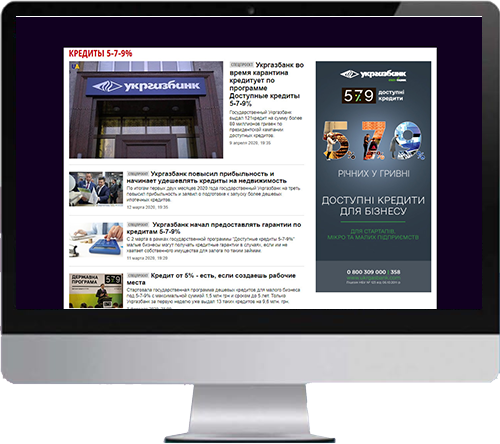 КРЕДИТЫ 5-7-9%
укргазбанк
СПЕЦПРОЕКТ Укргазбанк во
время карантина
кредитует по
программе
Доступные кредиты
5-7-9%
Государственный Укргазбанк
выдал 121 кредит на сумму более
89 миллионов гривен по
президентской кампании
доступных кредитов.
9 апреля 2020, 19:35
СПЕЦПРОЕКТ Укргазбанк повысил прибыльность и
начинает удешевлять кредиты на недвижимость
По итогам первых двух месяцев 2020 года государственный Укргазбанк на треть
повысил прибыльность и заявил о подготовке к запуску более дешевых
ипотечных кредитов.
12 марта 2020, 18:35
СПЕЦПРОЕКТ Укргазбанк начал предоставлять гарантии по
кредитам 5-7-9%
С 2 марта в рамках государственной программы "Доступные кредиты 5-7-9%"
малые бизнесы могут получать кредитные гарантии в случаях, если им не
хватает собственного имущества для залога по таким займам.
11 марта 2020, 18:28
ДЕРЖАВНА
ПРОГРАМА 579
СПЕЦПРОЕКТ Кредит от 5% - есть, если создаешь рабочие
места
Стартовала государственная программа дешевых кредитов для малого бизнеса
под 5-7-9% с максимальной суммой 1,5 млн грн и сроком до 5 лет. Только
Укргазбанк за первую неделю уже выдал 13 таких кредитов на 9,6 млн грн.
укргазбанк
579 доступні
кредити
5% 7% 9%
РІЧНИХ У ГРИВНІ
ДОСТУПНІ КРЕДИТИ
ДЛЯ БІЗНЕСУ
ДЛЯ СТАРТАПІВ,
МІКРО ТА МАЛИХ ПІДПРИЄМСТВ
0 800 309 000 | 358
www.ukrgasbank.com